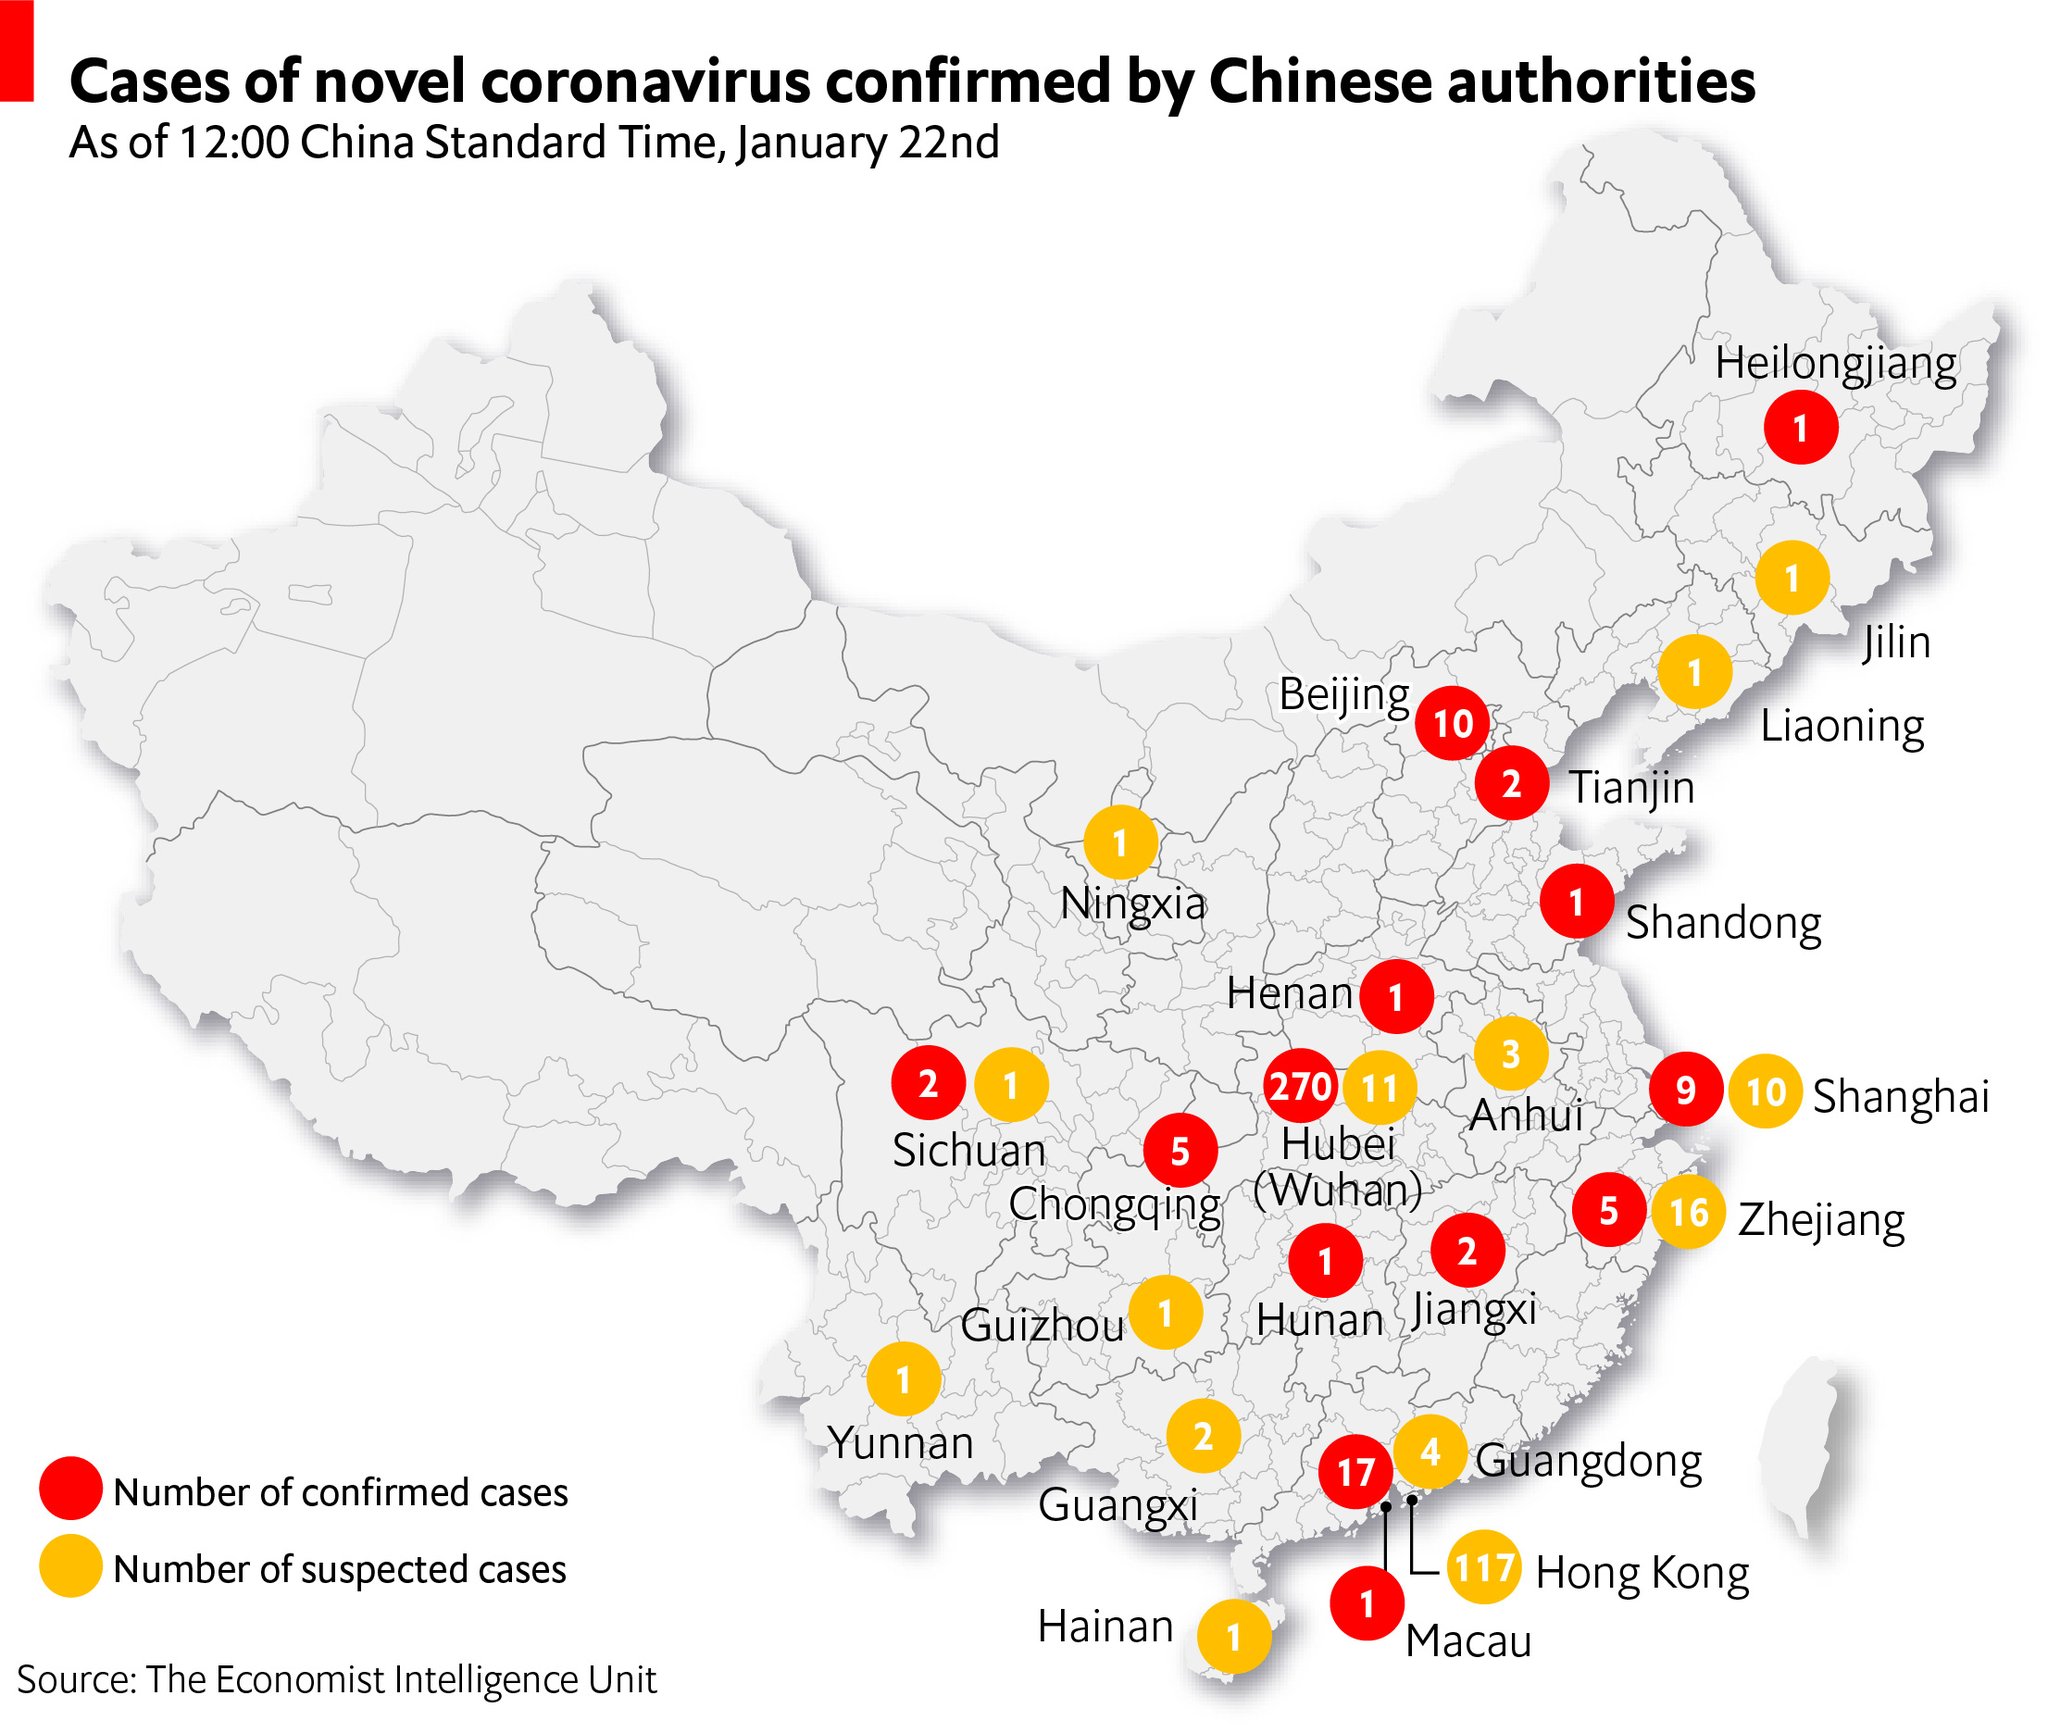 Cases of novel coronavirus confirmed by Chinese authorities
As of 12:00 China Standard Time, January 22nd
Heilongjiang
1
1
Jilin
1
Liaoning
Beijing
10
2
Tianjin
1
Ningxia
1
Shandong
Henan
1
2
1
Sichuan
270
11
Hubei
(Wuhan)
3
Anhui
9
10
Shanghai
5
Chongqing
5
16
Zhejiang
1
Hunan
2
Jiangxi
Guizhou
1
1
Yunnan
2
Guangxi
17
4
Guangdong
117
Hong Kong
1
Macau
Hainan
1
Number of confirmed cases
Number of suspected cases
Source: The Economist Intelligence Unit